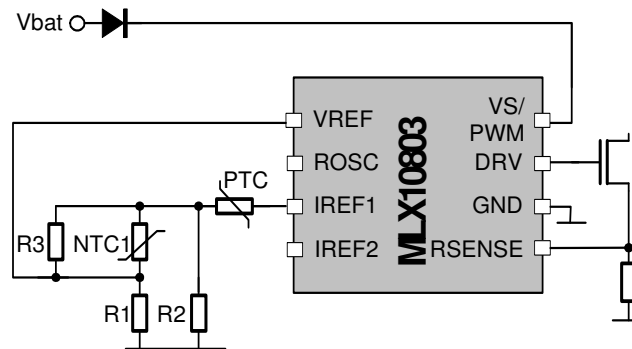 Vbat
VREF
VS/
PWM
ROSC
DRV
PTC
IREF1
GND
R3
NTC1
IREF2
RSENSE
MLX10803
R1
R2